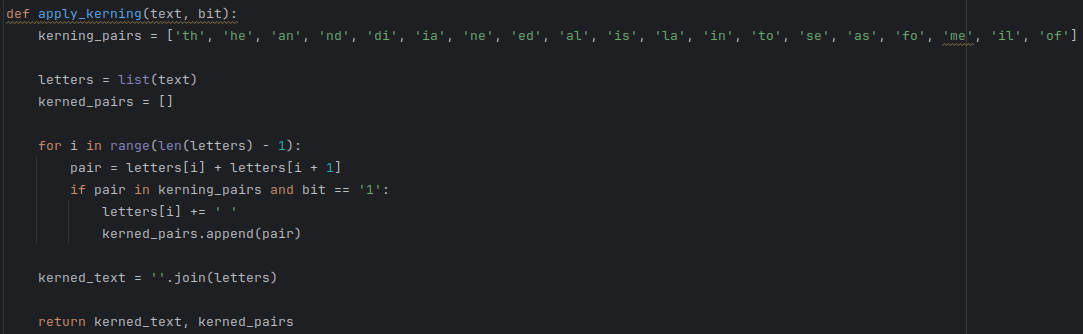 def apply_kerning(text, bit):
    kerning_pairs = ['th', 'he', 'an', 'nd', 'di', 'ia', 'ne', 'ed', 'al', 'is', 'la', 'in', 'to', 'se', 'as', 'fo', 'me', 'il', 'of']
    letters = list(text)
    kerned_pairs = []
    for i in range(len(letters) - 1):
        pair = letters[i] + letters[i + 1]
        if pair in kerning_pairs and bit == '1':
            letters[i] += ' '
            kerned_pairs.append(pair)
    kerned_text = ''.join(letters)
    return kerned_text, kerned_pairs